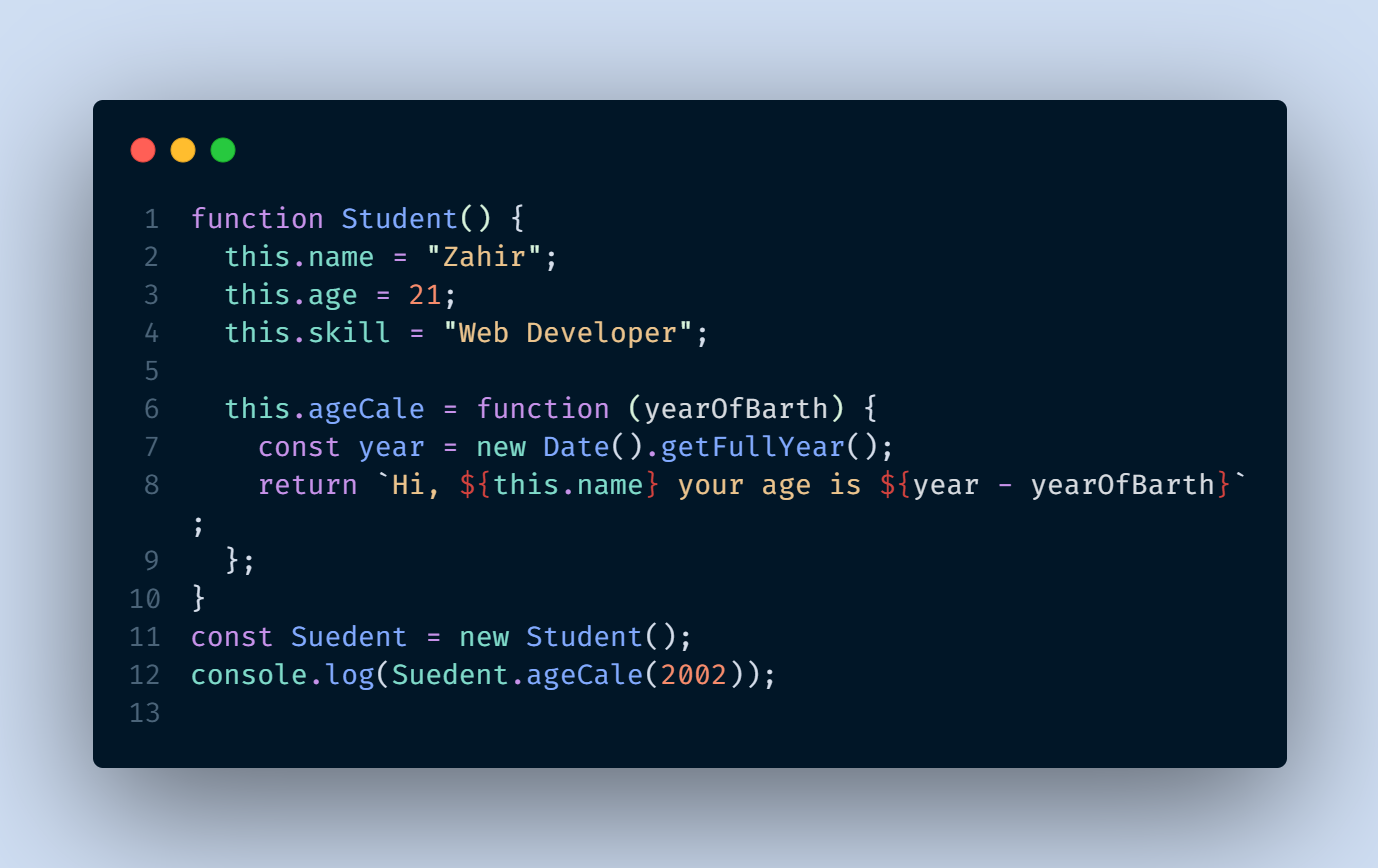 1 function Student() {
2   this.name = "Zahir";
3   this.age = 21;
4   this.skill = "Web Developer";
5
6   this.ageCale = function (yearOfBarth) {
7     const year = new Date().getFullYear();
8     return `Hi, ${this.name} your age is ${year - yearOfBarth}`
;
9   };
10 }
11 const Suedent = new Student();
12 console.log(Suedent.ageCale(2002));
13